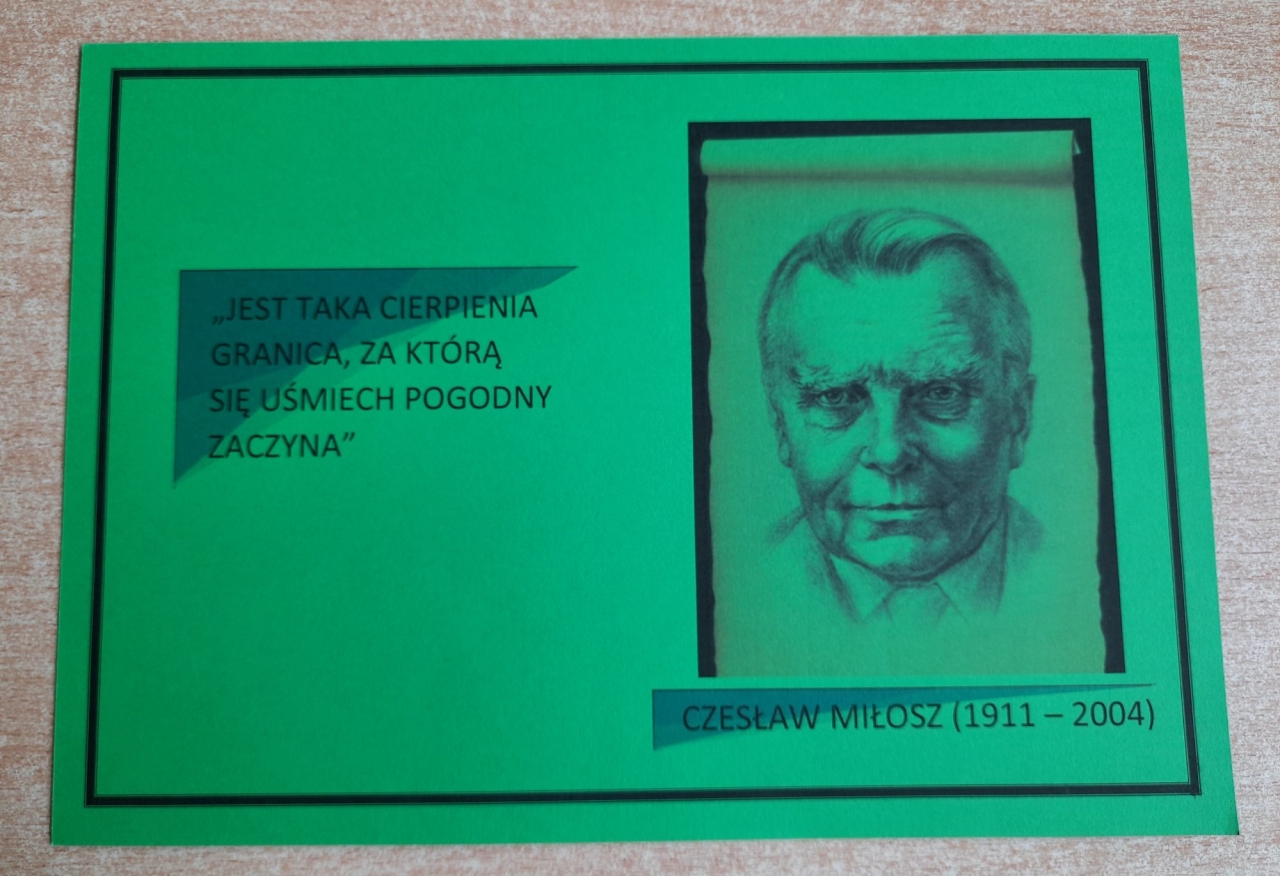 „JEST TAKA CIERPIENIA
GRANICA, ZA KTÓRĄ
SIĘ UŚMIECH POGODNY
ZACZYNA”
CZESŁAW MIŁOSZ (1911 – 2004)